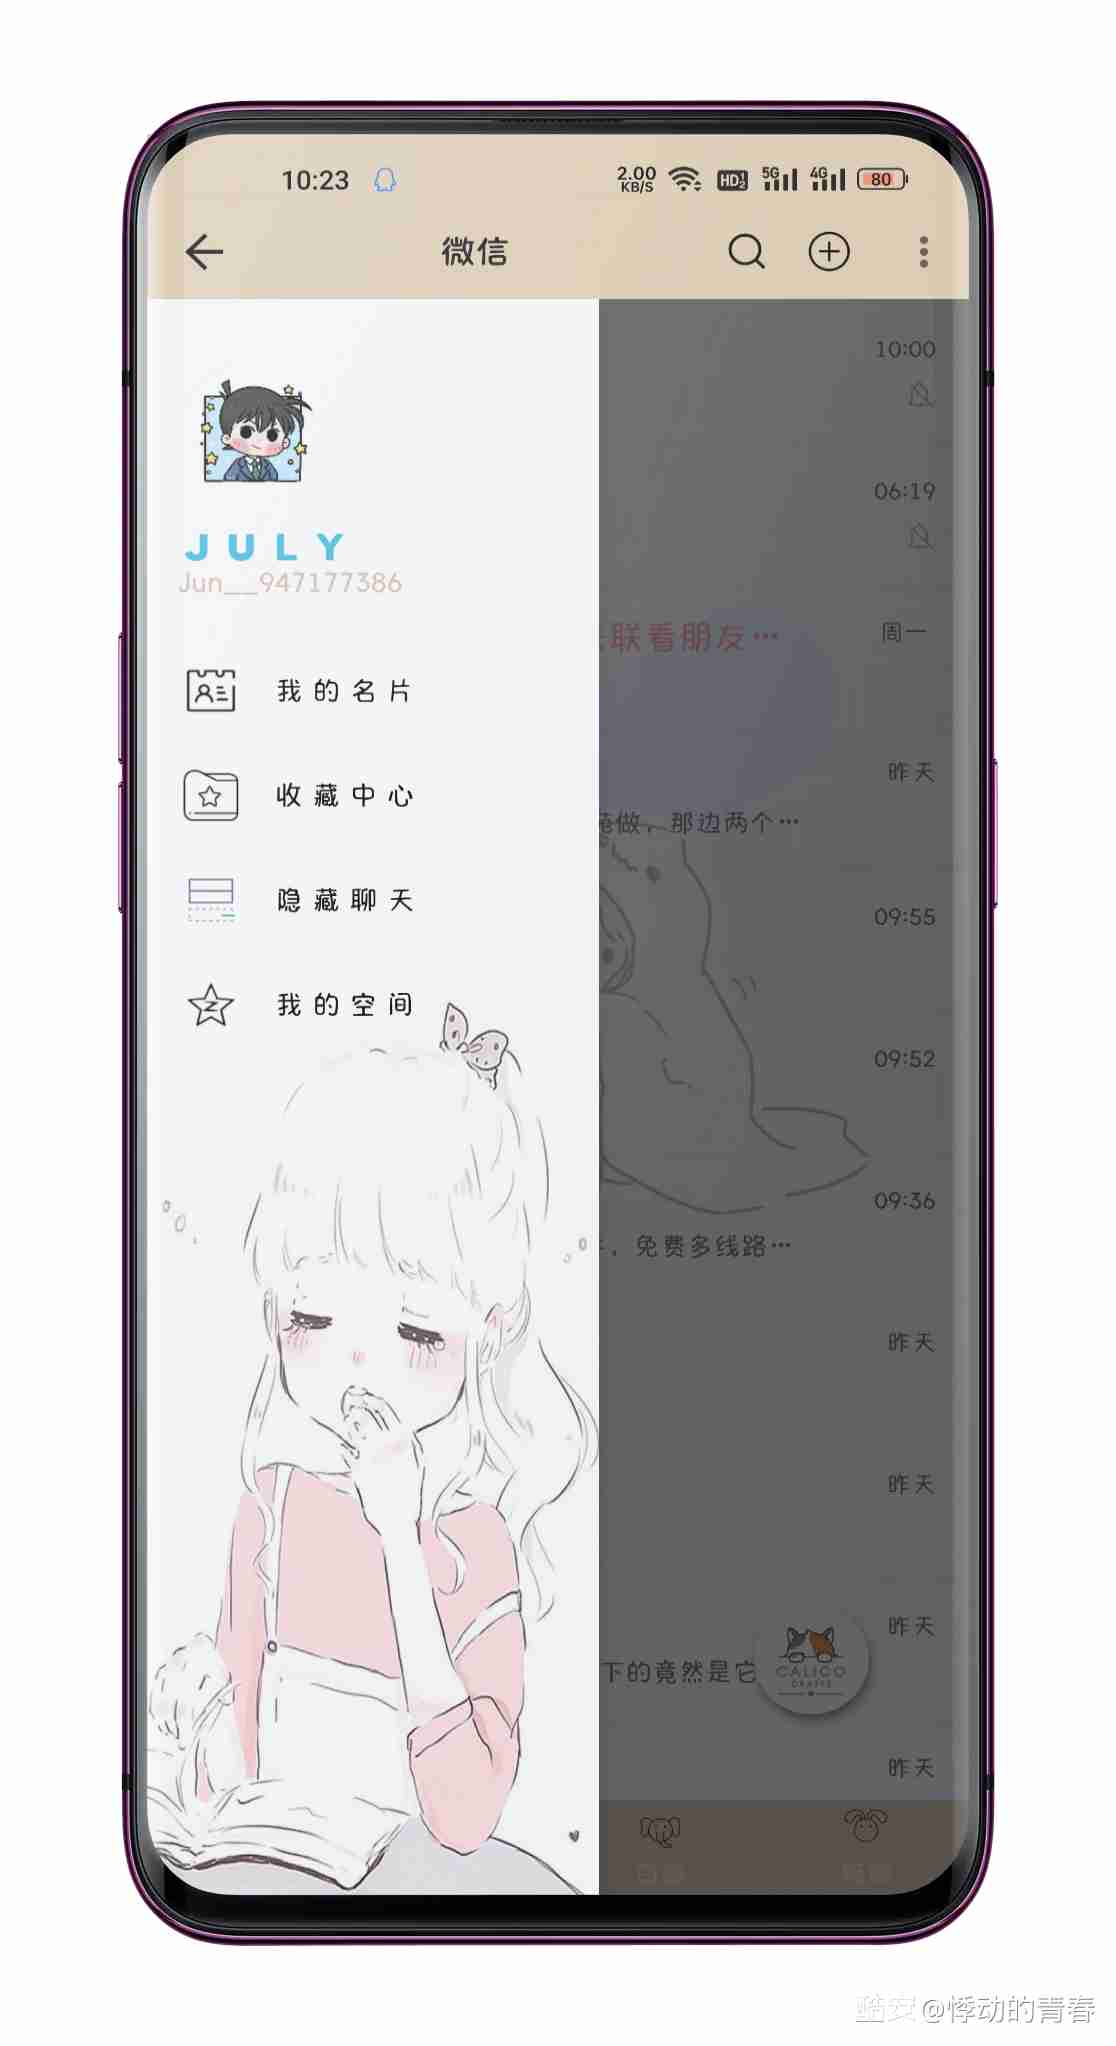 10:23
2.00 KB/S HD 1 2 5G 4G 80
微信
10:00
06:19
JULY
Jun__947177386
联看朋友…
周一
我的名片
昨天
收藏中心
做，那边两个…
隐藏聊天
09:55
我的空间
09:52
09:36
，免费多线路…
昨天
昨天
昨天
下的竟然是它
CALICO
昨天
酷安@悸动的青春